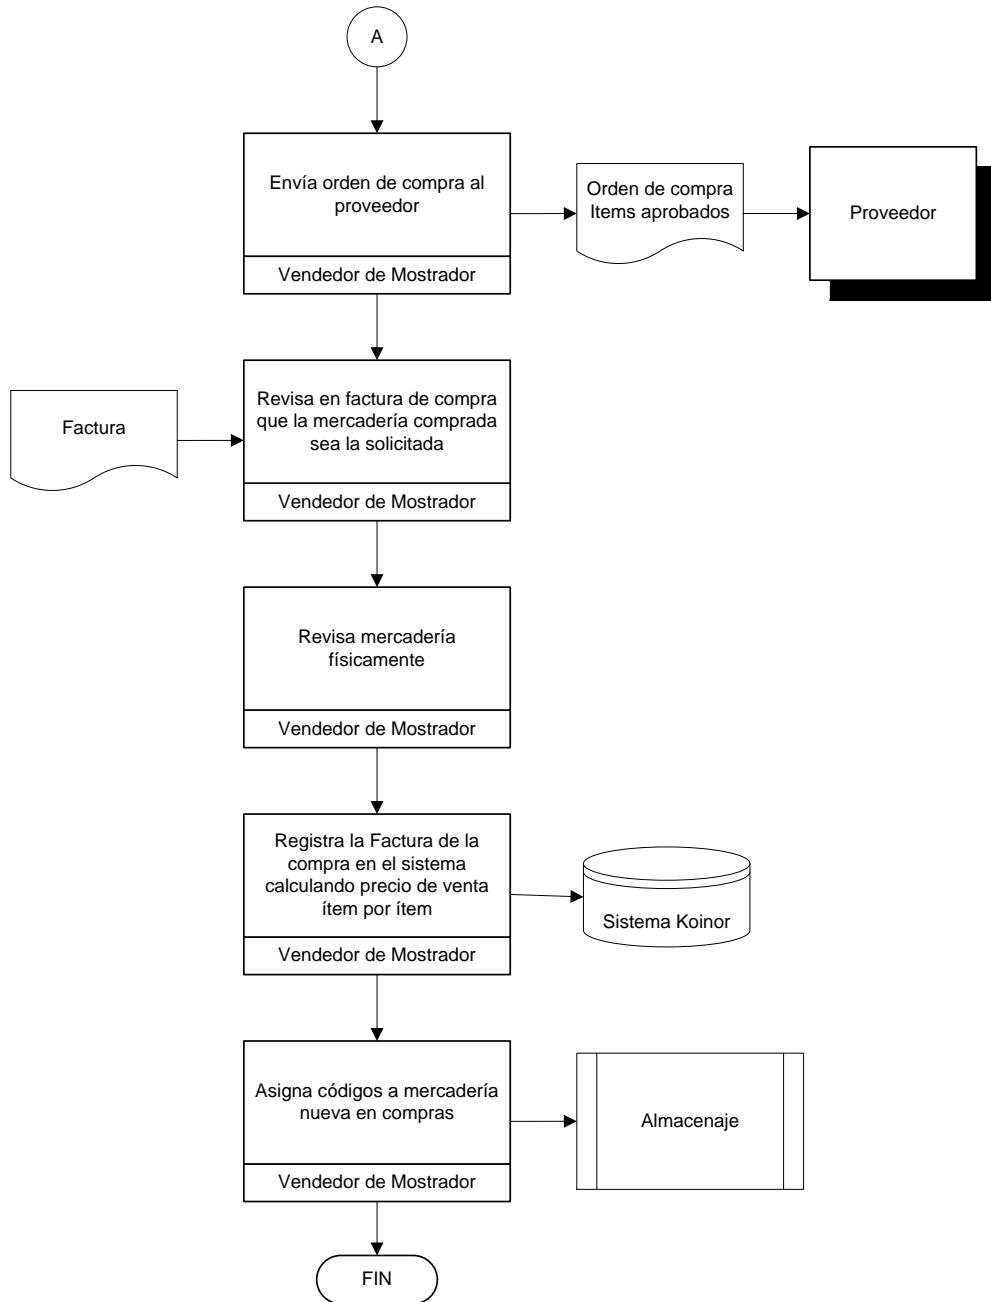 A
Envía orden de compra al
proveedor
Vendedor de Mostrador
Orden de compra
Items aprobados
Proveedor
Factura
Revisa en factura de compra
que la mercadería comprada
sea la solicitada
Vendedor de Mostrador
Revisa mercadería
físicamente
Vendedor de Mostrador
Registra la Factura de la
compra en el sistema
calculando precio de venta
ítem por ítem
Vendedor de Mostrador
Sistema Koinor
Asigna códigos a mercadería
nueva en compras
Vendedor de Mostrador
Almacenaje
FIN